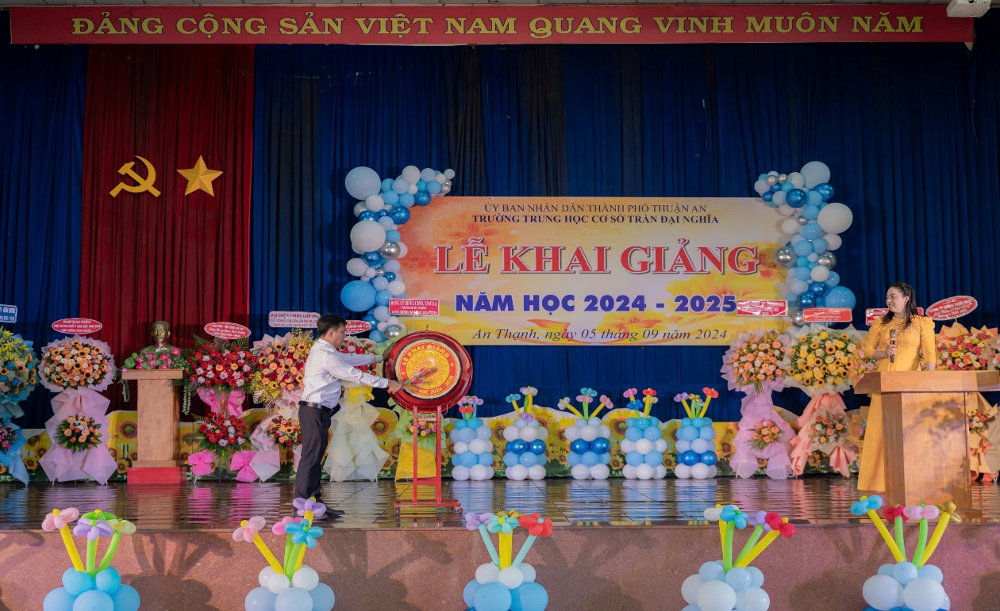 ĐẢNG CỘNG SẢN VIỆT NAM QUANG VINH MUÔN NĂM
ỦY BAN NHÂN DÂN THÀNH PHỐ THUẬN AN
TRƯỜNG TRUNG HỌC CƠ SỞ TRẦN ĐẠI NGHĨA
LỄ KHAI GIẢNG
NĂM HỌC 2024 - 2025
An Thạnh, ngày 05 tháng 09 năm 2024
LỄ KHAI GIẢNG
NĂM HỌC 2024 - 2025